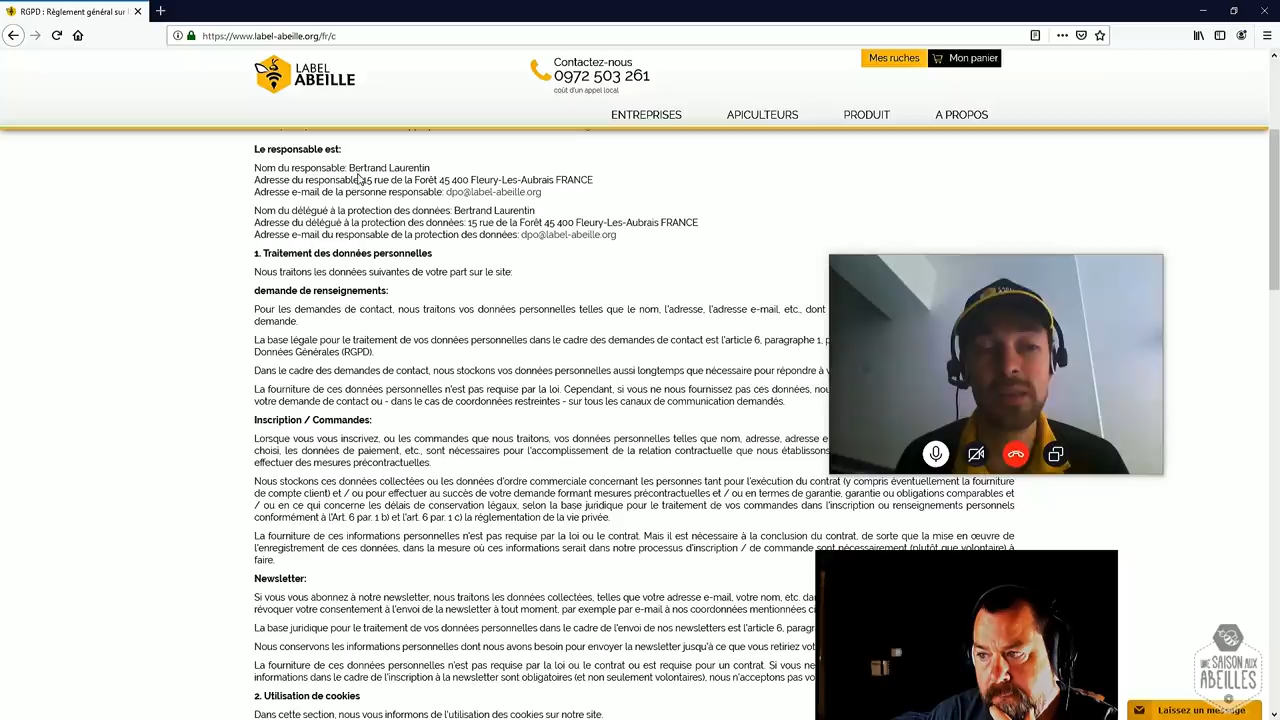 RGPD : Règlement général sur
https://www.label-abeille.org/fr/c
LABEL
ABEILLE
Contactez-nous
0972 503 261
coût d'un appel local
Mes ruches
Mon panier
ENTREPRISES
APICULTEURS
PRODUIT
A PROPOS
Le responsable est:
Nom du responsable: Bertrand Laurentin
Adresse du responsable: 15 rue de la Forêt 45 400 Fleury-Les-Aubrais FRANCE
Adresse e-mail de la personne responsable: dpo@label-abeille.org
Nom du délégué à la protection des données: Bertrand Laurentin
Adresse du délégué à la protection des données: 15 rue de la Forêt 45 400 Fleury-Les-Aubrais FRANCE
Adresse e-mail du responsable de la protection des données: dpo@label-abeille.org
1. Traitement des données personnelles
Nous traitons les données suivantes de votre part sur le site:
demande de renseignements:
Pour les demandes de contact, nous traitons vos données personnelles telles que le nom, l'adresse, l'adresse e-mail, etc., dont
demande.
La base légale pour le traitement de vos données personnelles dans le cadre des demandes de contact est l'article 6, paragraphe 1,
Données Générales (RGPD).
Dans le cadre des demandes de contact, nous stockons vos données personnelles aussi longtemps que nécessaire pour répondre à
La fourniture de ces données personnelles n'est pas requise par la loi. Cependant, si vous ne nous fournissez pas ces données,
votre demande de contact ou - dans le cas de coordonnées restreintes - sur tous les canaux de communication demandés.
Inscription / Commandes:
Lorsque vous vous inscrivez, ou les commandes que nous traitons, vos données personnelles telles que nom, adresse, adresse
choisi, les données de paiement, etc., sont nécessaires pour l'accomplissement de la relation contractuelle que nous établissons
effectuer des mesures précontractuelles.
Nous stockons ces données collectées ou les données d'ordre commerciale concernant les personnes tant pour l'exécution du contrat (y compris éventuellement la fourniture
de compte client) et / ou pour effectuer au succès de votre demande formant mesures précontractuelles et / ou en termes de garantie, garantie ou obligations comparables et
/ ou en ce qui concerne les délais de conservation légaux, selon la base juridique pour le traitement de vos commandes dans l'inscription ou renseignements personnels
conformément à l'Art. 6 par. 1 b) et l'art. 6 par. 1 c) la réglementation de la vie privée.
La fourniture de ces informations personnelles n'est pas requise par la loi ou le contrat. Mais il est nécessaire à la conclusion du contrat, de sorte que la mise en œuvre de
l'enregistrement de ces données, dans la mesure où ces informations serait dans notre processus d'inscription / de commande sont nécessairement (plutôt que volontaire) à
faire.
Newsletter:
Si vous vous abonnez à notre newsletter, nous traitons les données collectées, telles que votre adresse e-mail, votre nom, etc.
révoquer votre consentement à l'envoi de la newsletter à tout moment, par exemple par e-mail à nos coordonnées mentionnées
La base juridique pour le traitement de vos données personnelles dans le cadre de l'envoi de nos newsletters est l'article 6,
Nous conservons les informations personnelles dont nous avons besoin pour envoyer la newsletter jusqu'à ce que vous retiriez
La fourniture de ces données personnelles n'est pas requise par la loi ou le contrat ou est requise pour un contrat. Si vous
informations dans le cadre de l'inscription à la newsletter sont obligatoires (et non seulement volontaires), nous n'acceptons pas
2. Utilisation de cookies
Dans cette section, nous vous informons de l'utilisation des cookies sur notre site.
UNE SAISON AUX
ABEILLES
Laissez un message